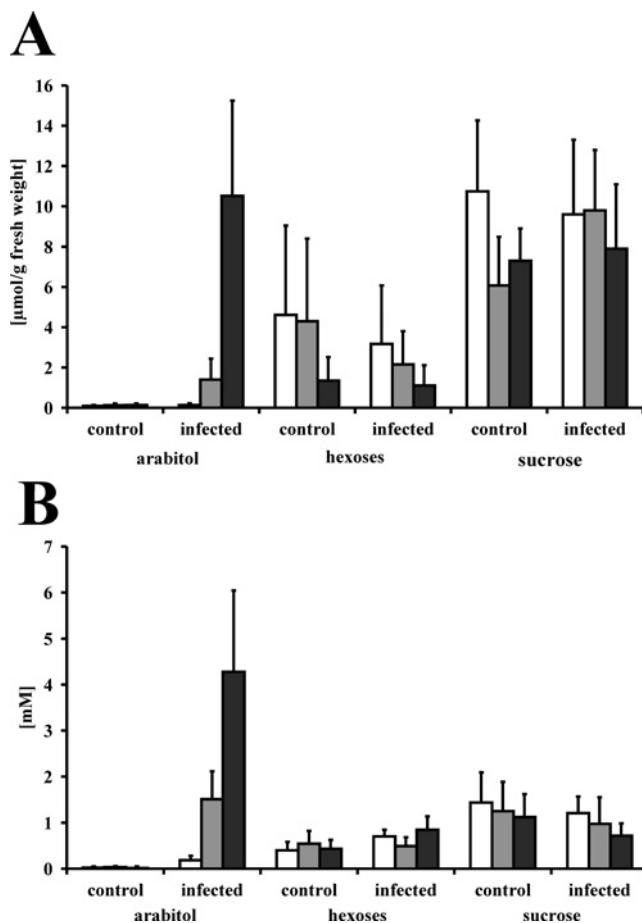 A
[µmol/g fresh weight]
16
14
12
10
8
6
4
2
0
control infected control infected control infected
arabitol hexoses sucrose
B
[mM]
7
6
5
4
3
2
1
0
control infected control infected control infected
arabitol hexoses sucrose